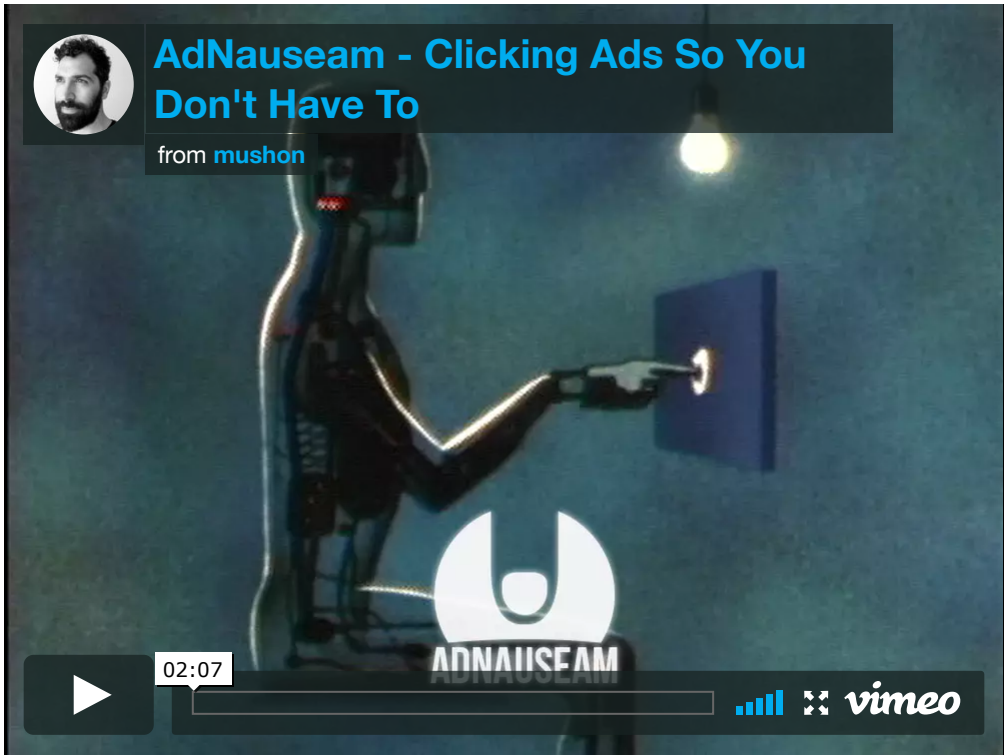 AdNauseam - Clicking Ads So You
Don't Have To
from mushon
ADNAUSEAM
02:07
vimeo